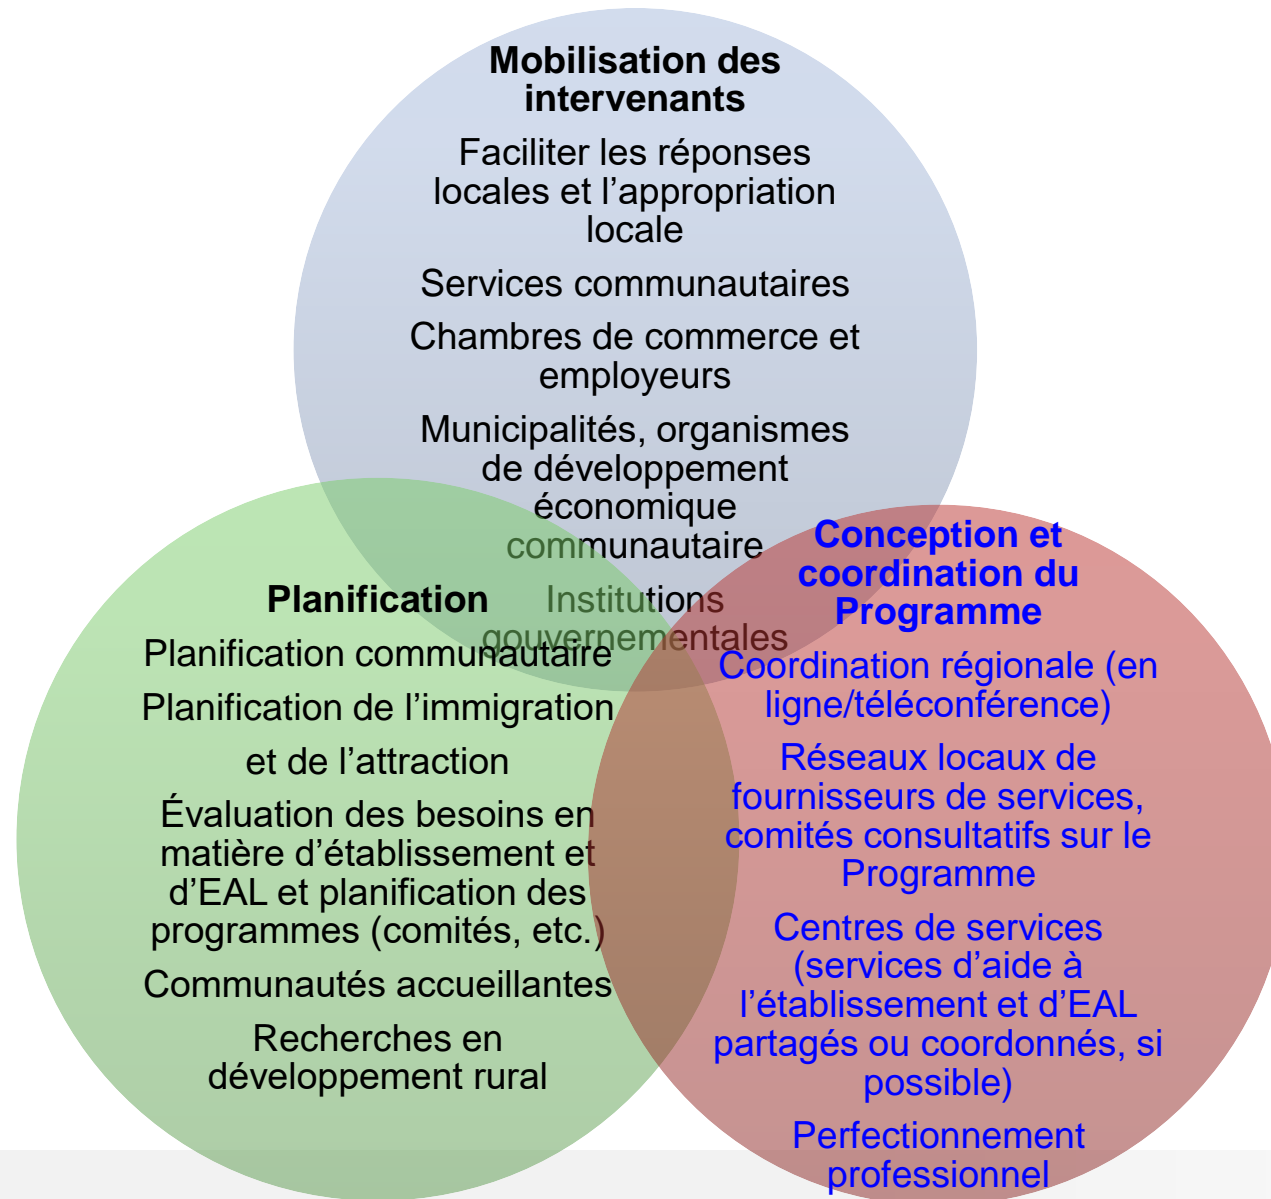 Mobilisation des
intervenants
Faciliter les réponses
locales et l’appropriation
locale
Services communautaires
Chambres de commerce et
employeurs
Municipalités, organismes
de développement
économique
communautaire
Institutions
gouvernementales
Planification
Planification communautaire
Planification de l’immigration
et de l’attraction
Évaluation des besoins en
matière d’établissement et
d’EAL et planification des
programmes (comités, etc.)
Communautés accueillantes
Recherches en
développement rural
Conception et
coordination du
Programme
Coordination régionale (en
ligne/téléconférence)
Réseaux locaux de
fournisseurs de services,
comités consultatifs sur le
Programme
Centres de services
(services d’aide à
l’établissement et d’EAL
partagés ou coordonnés, si
possible)
Perfectionnement
professionnel